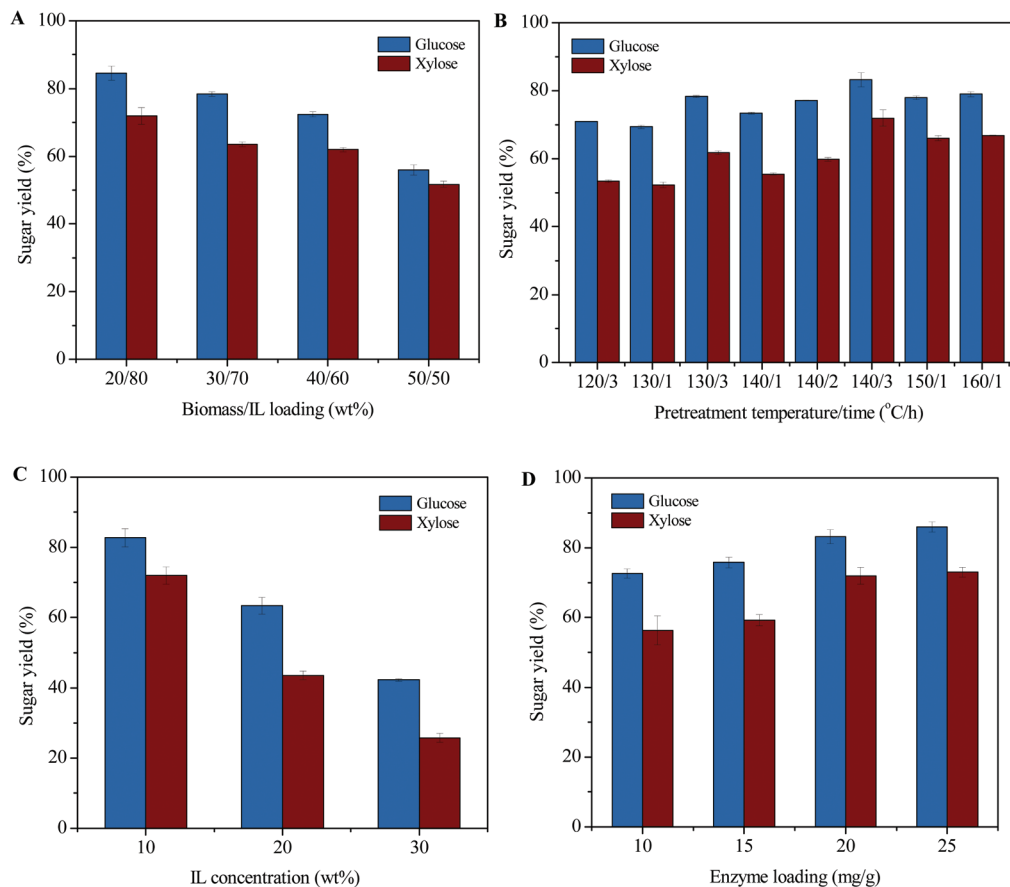 A
Glucose
Xylose
100
80
60
40
20
0
Sugar yield (%)
20/80 30/70 40/60 50/50
Biomass/IL loading (wt%)
B
Glucose
Xylose
100
80
60
40
20
0
Sugar yield (%)
120/3 130/1 130/3 140/1 140/2 140/3 150/1 160/1
Pretreatment temperature/time (°C/h)
C
Glucose
Xylose
100
80
60
40
20
0
Sugar yield (%)
10 20 30
IL concentration (wt%)
D
Glucose
Xylose
100
80
60
40
20
0
Sugar yield (%)
10 15 20 25
Enzyme loading (mg/g)